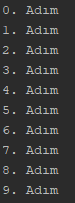 0. Adım
1. Adım
2. Adım
3. Adım
4. Adım
5. Adım
6. Adım
7. Adım
8. Adım
9. Adım